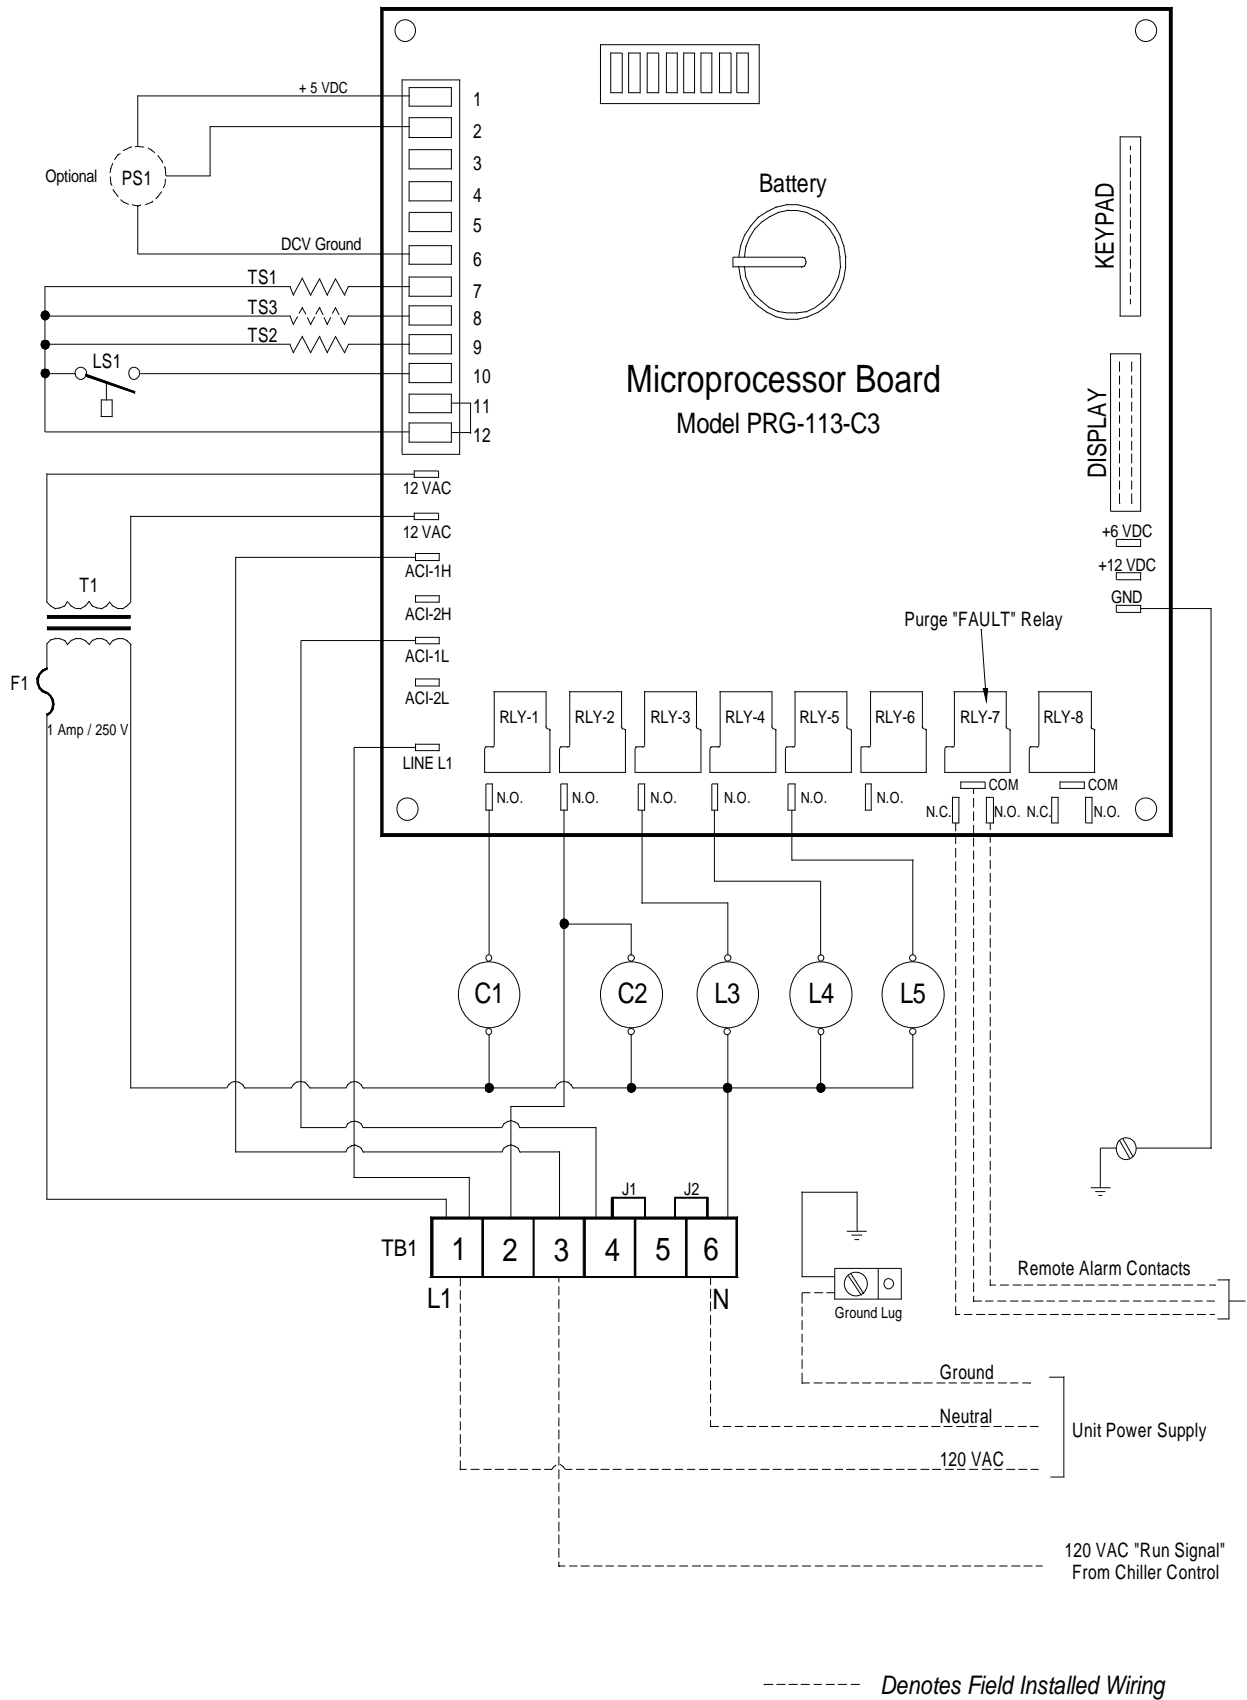 + 5 VDC
1
2
3
4
5
6
7
8
9
10
11
12
Optional
PS1
DCV Ground
TS1
TS3
TS2
LS1
Battery
KEYPAD
Microprocessor Board
Model PRG-113-C3
DISPLAY
12 VAC
12 VAC
ACI-1H
ACI-2H
ACI-1L
ACI-2L
LINE L1
+6 VDC
+12 VDC
GND
T1
F1
1 Amp / 250 V
Purge "FAULT" Relay
RLY-1
RLY-2
RLY-3
RLY-4
RLY-5
RLY-6
RLY-7
RLY-8
COM
COM
N.O.
N.O.
N.O.
N.O.
N.O.
N.O.
N.C.
N.O.
N.C.
N.O.
C1
C2
L3
L4
L5
J1
J2
TB1
1
2
3
4
5
6
L1
N
Ground Lug
Remote Alarm Contacts
Ground
Neutral
120 VAC
Unit Power Supply
120 VAC "Run Signal"
From Chiller Control
Denotes Field Installed Wiring